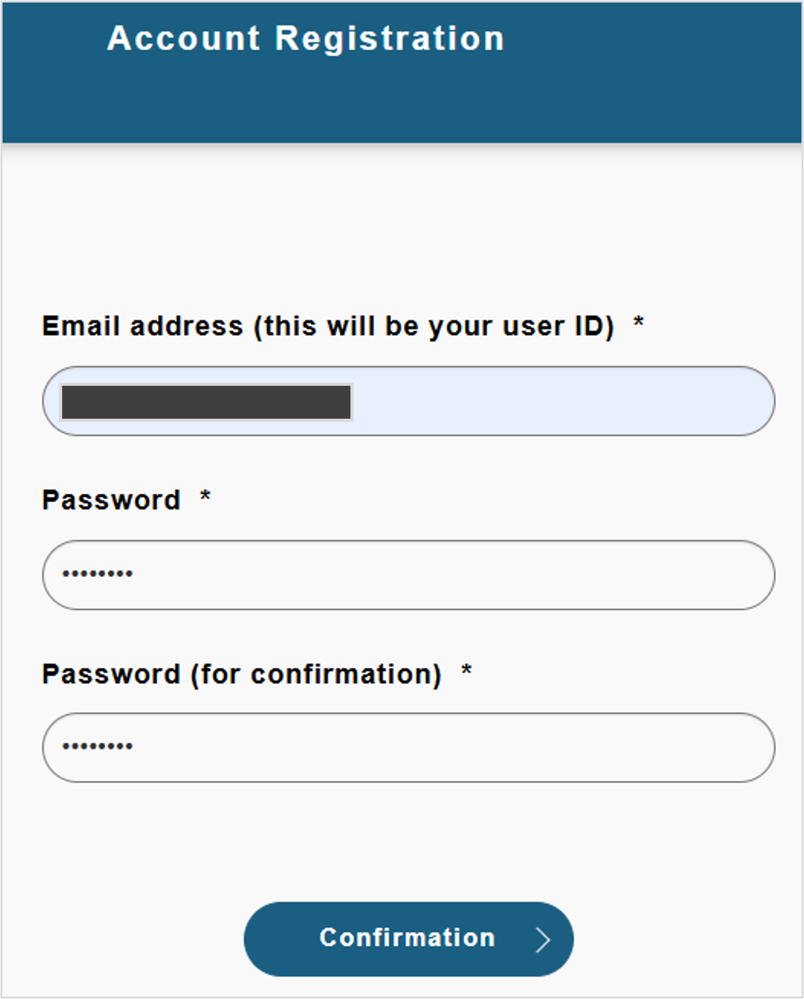 Account Registration
Email address (this will be your user ID) *
Password *
••••••••
Password (for confirmation) *
••••••••
Confirmation